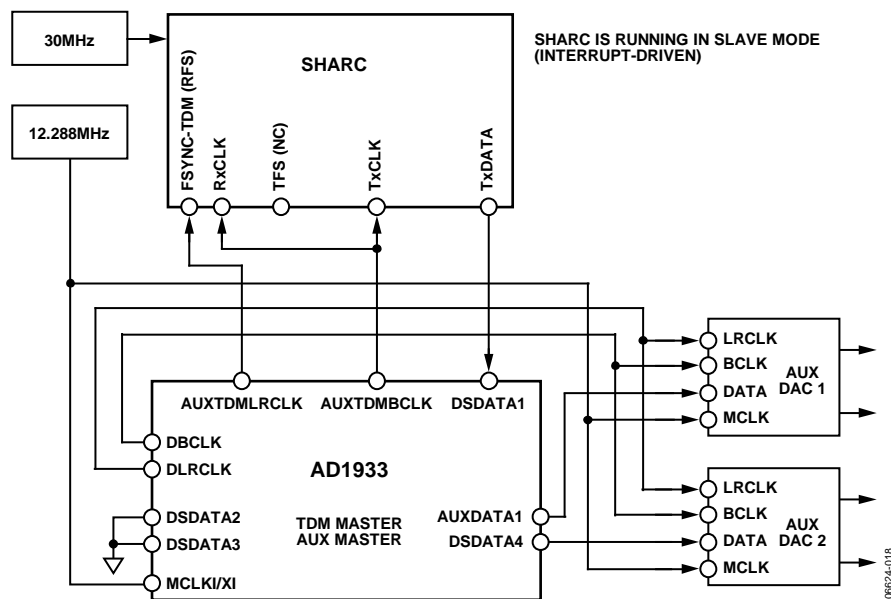 30MHz
12.288MHz
SHARC
SHARC IS RUNNING IN SLAVE MODE
(INTERRUPT-DRIVEN)
FSYNC-TDM (RFS)
RxCLK
TFS (NC)
TxCLK
TxDATA
AUXTDMLRCLK
AUXTDMBCLK
DSDATA1
DBCLK
DLRCLK
DSDATA2
DSDATA3
MCLKI/XI
AD1933
TDM MASTER
AUX MASTER
AUXDATA1
DSDATA4
LRCLK
BCLK
DATA
MCLK
AUX
DAC 1
LRCLK
BCLK
DATA
MCLK
AUX
DAC 2
06624-018